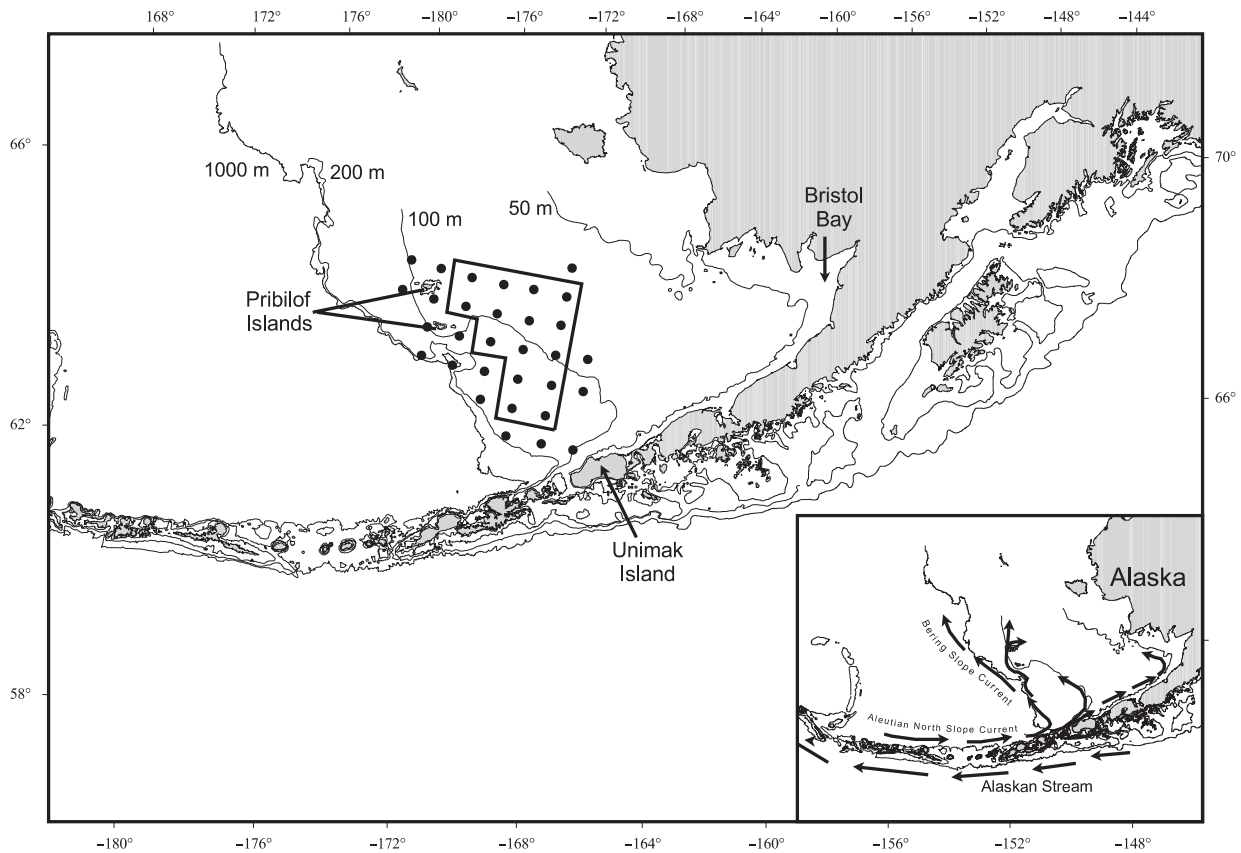 168° 172° 176° −180° −176° −172° −168° −164° −160° −156° −152° −148° −144°
66°
70°
1000 m
200 m
50 m
100 m
Bristol
Bay
Pribilof
Islands
62°
66°
Unimak
Island
58°
Alaska
Bering Slope Current
Aleutian North Slope Current
Alaskan Stream
−180° −176° −172° −168° −164° −160° −156° −152° −148°